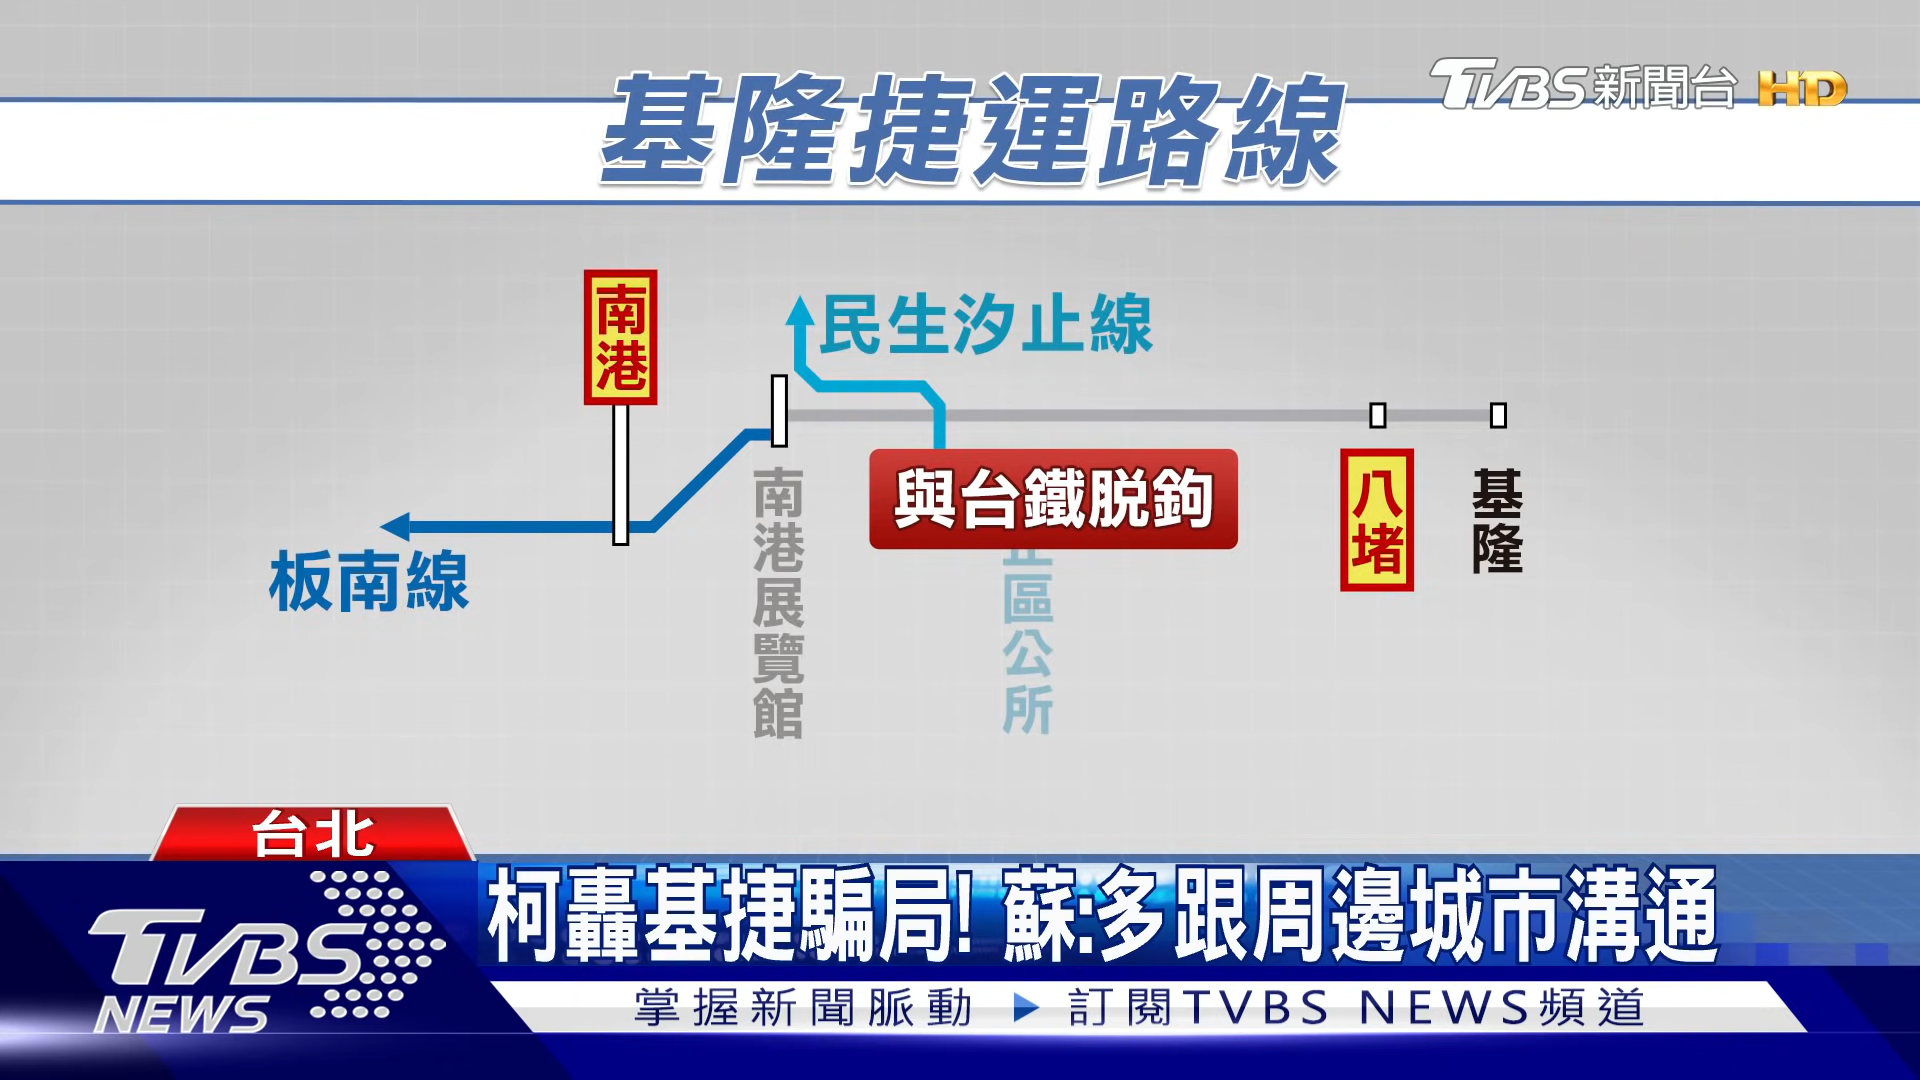 基隆捷運路線
TVBS新聞台 HD
南港
民生汐止線
與台鐵脱鉤
八堵
基隆
南港展覽館
區公所
板南線
台北
柯轟基捷騙局! 蘇:多跟周邊城市溝通
TVBS NEWS
掌握新聞脈動 ▶ 訂閱TVBS NEWS頻道